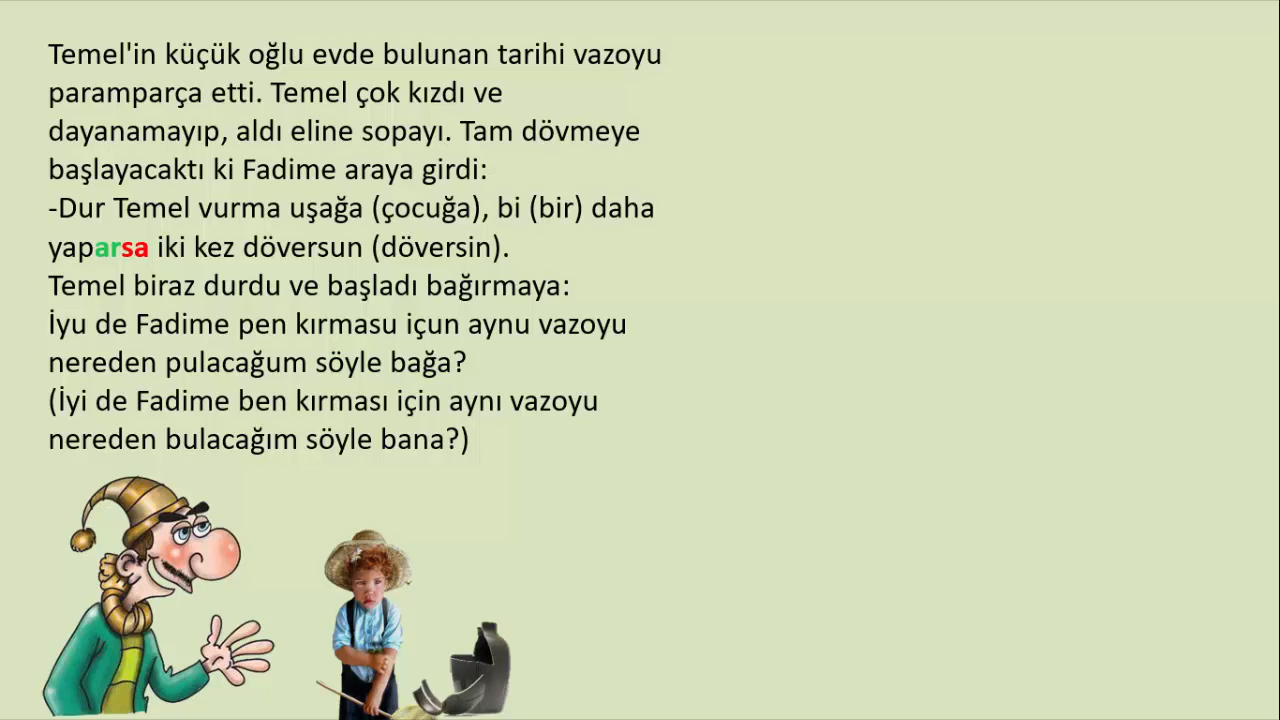 Temel'in küçük oğlu evde bulunan tarihi vazoyu
paramparça etti. Temel çok kızdı ve
dayanamayıp, aldı eline sopayı. Tam dövmeye
başlayacaktı ki Fadime araya girdi:
-Dur Temel vurma uşağa (çocuğa), bi (bir) daha
yaparsa iki kez döversun (döversin).
Temel biraz durdu ve başladı bağırmaya:
İyu de Fadime pen kırmasu içun aynu vazoyu
nereden pulacağum söyle bağa?
(İyi de Fadime ben kırması için aynı vazoyu
nereden bulacağım söyle bana?)